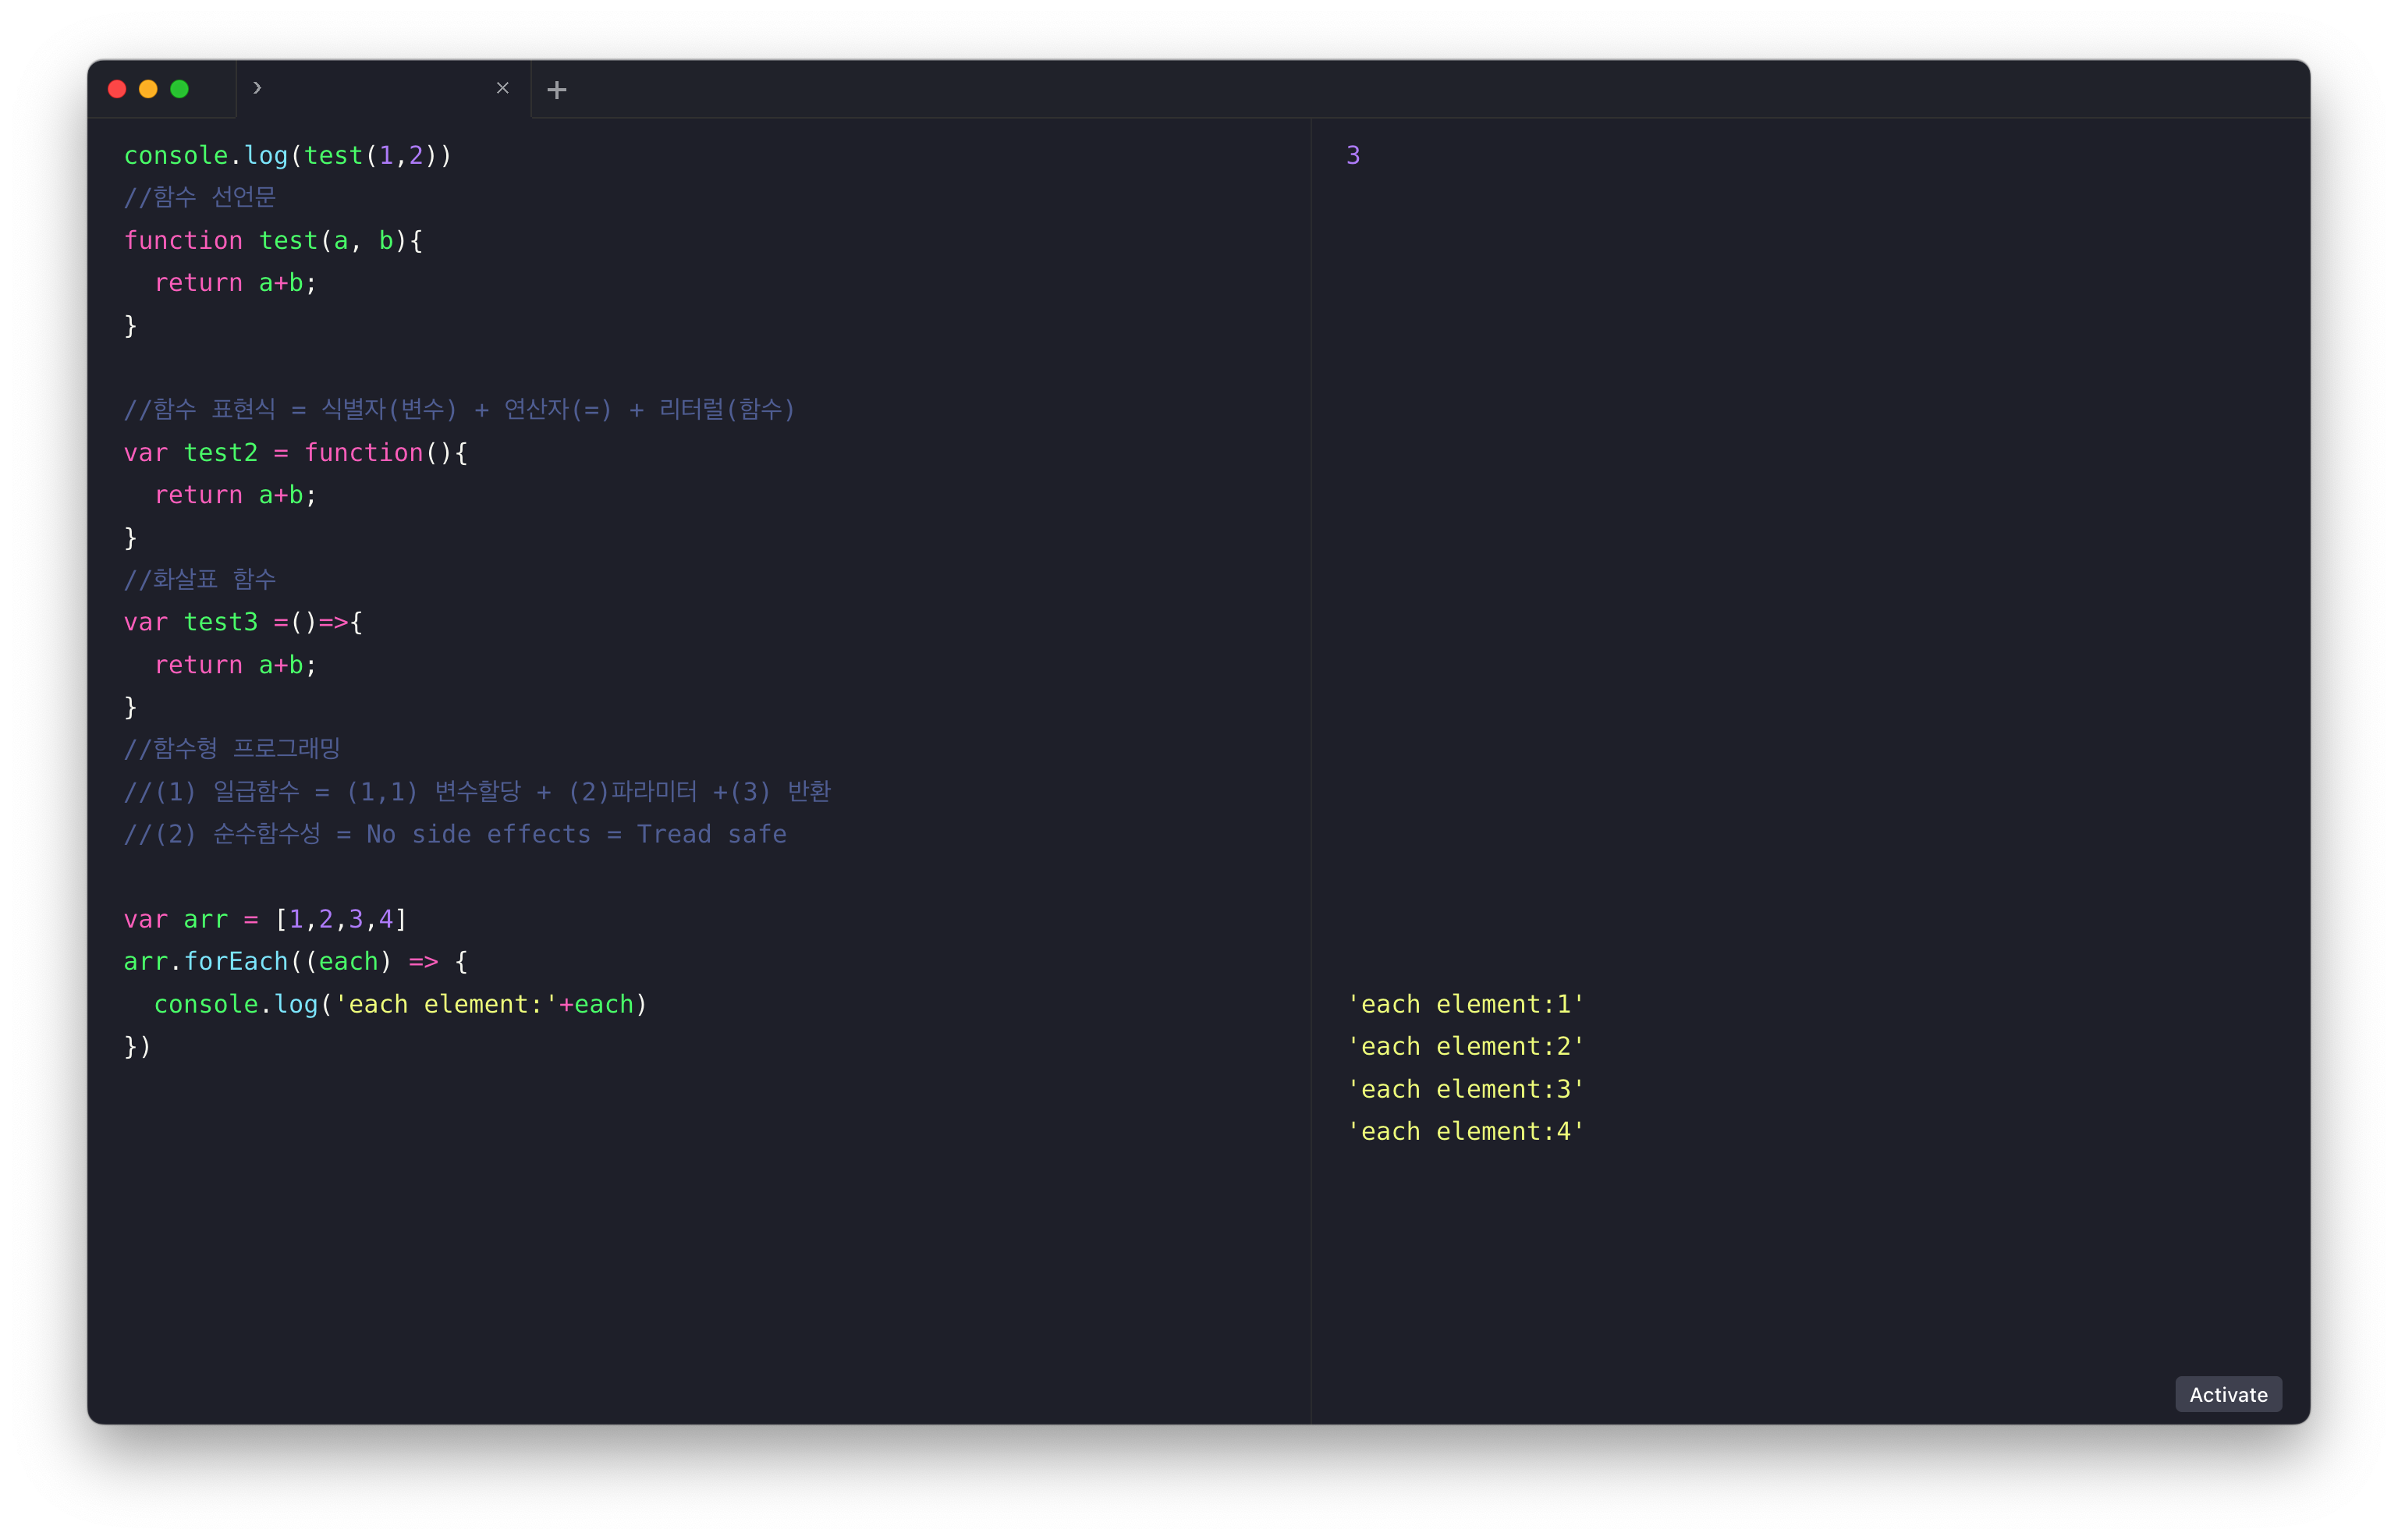 console.log(test(1,2))
//함수 선언문
function test(a, b){
  return a+b;
}
//함수 표현식 = 식별자(변수) + 연산자(=) + 리터럴(함수)
var test2 = function(){
  return a+b;
}
//화살표 함수
var test3 =()=>{
  return a+b;
}
//함수형 프로그래밍
//(1) 일급함수 = (1,1) 변수할당 + (2)파라미터 +(3) 반환
//(2) 순수함수성 = No side effects = Tread safe
var arr = [1,2,3,4]
arr.forEach((each) => {
  console.log('each element:'+each)
})
3
'each element:1'
'each element:2'
'each element:3'
'each element:4'
Activate